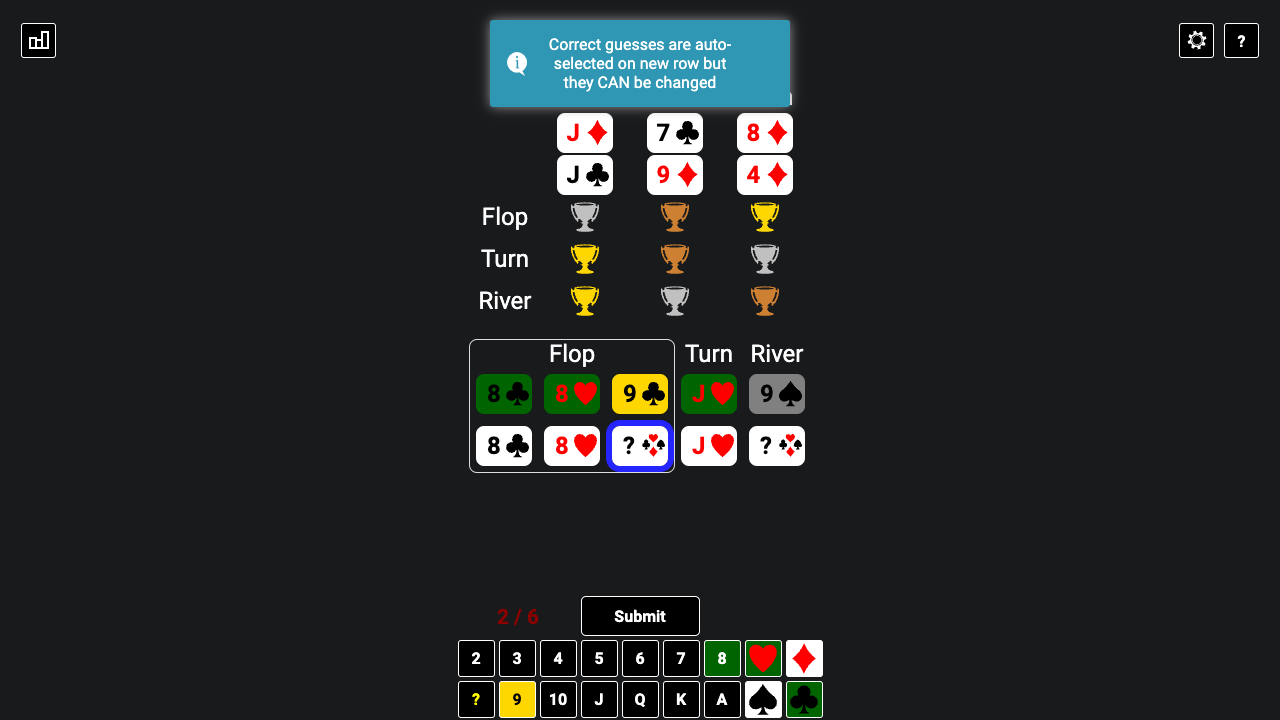 ?
Correct guesses are auto-
selected on new row but
they CAN be changed
J 7 8
J 9 4
Flop
Turn
River
Flop Turn River
8 8 9 J 9
8 8 ? J ?
2 / 6 Submit
2 3 4 5 6 7 8
? 9 10 J Q K A